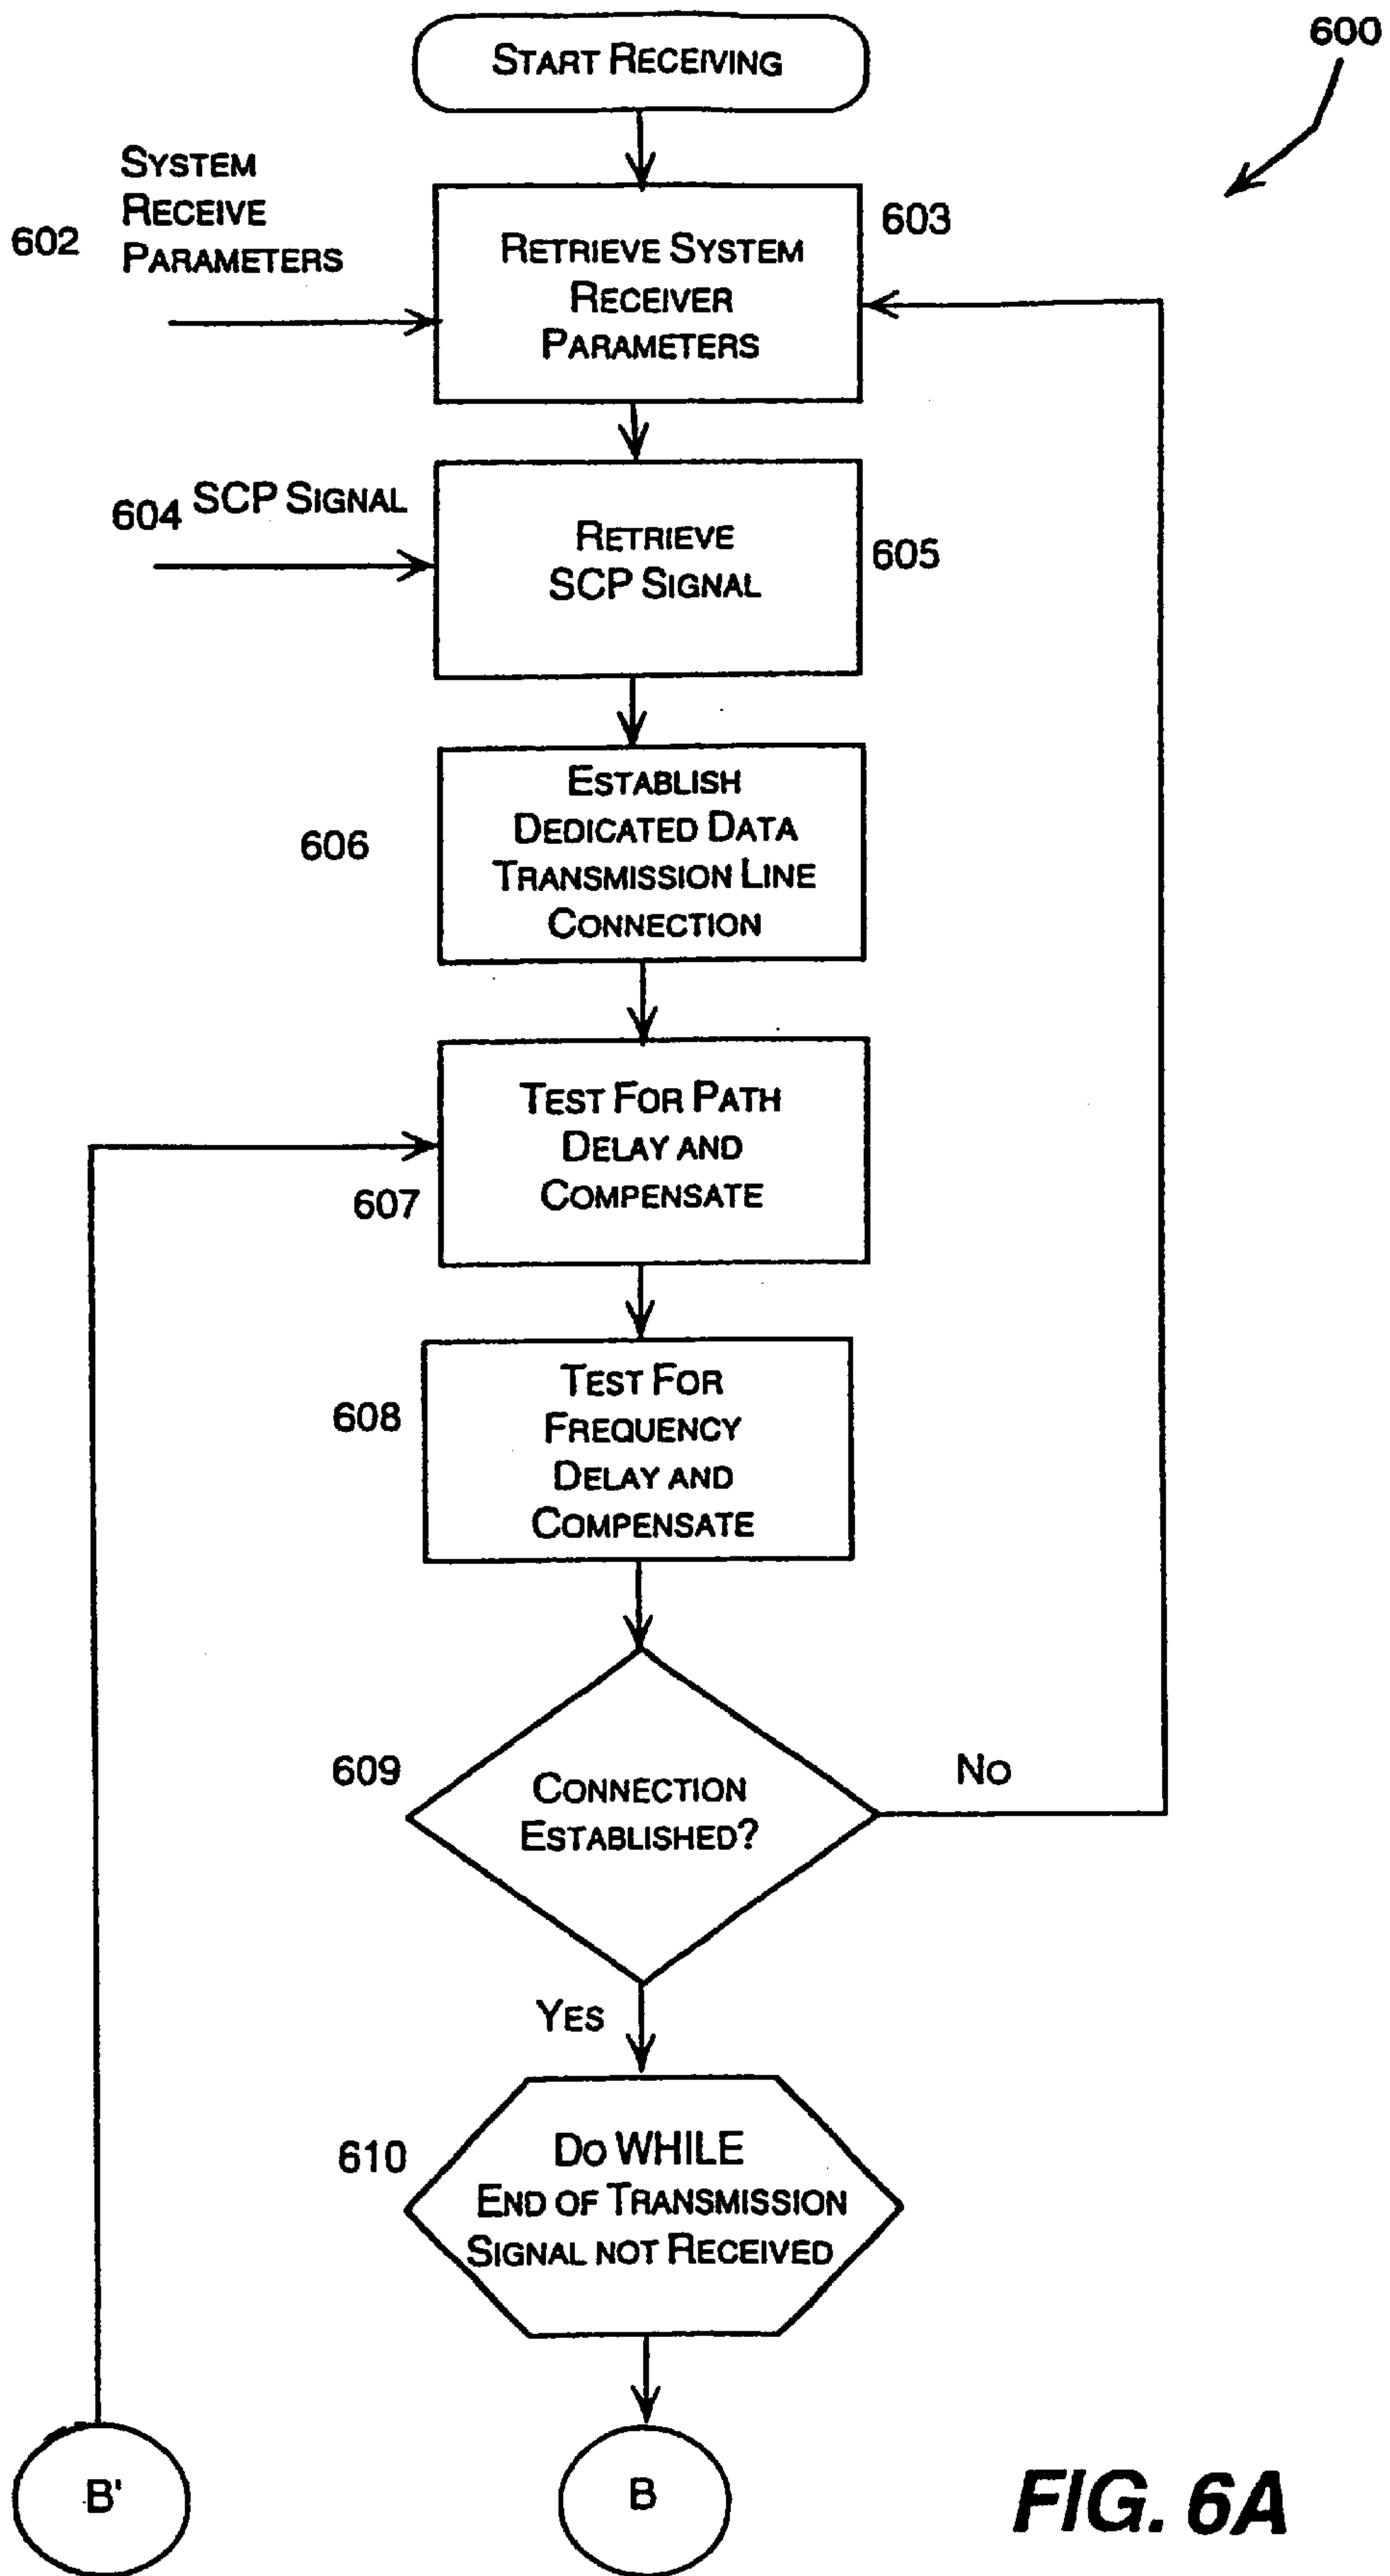 600
START RECEIVING
SYSTEM
RECEIVE
PARAMETERS
602
603
RETRIEVE SYSTEM
RECEIVER
PARAMETERS
604
SCP SIGNAL
RETRIEVE
SCP SIGNAL
605
606
ESTABLISH
DEDICATED DATA
TRANSMISSION LINE
CONNECTION
TEST FOR PATH
DELAY AND
COMPENSATE
607
608
TEST FOR
FREQUENCY
DELAY AND
COMPENSATE
609
CONNECTION
ESTABLISHED?
NO
YES
610
DO WHILE
END OF TRANSMISSION
SIGNAL NOT RECEIVED
B'
B
FIG. 6A